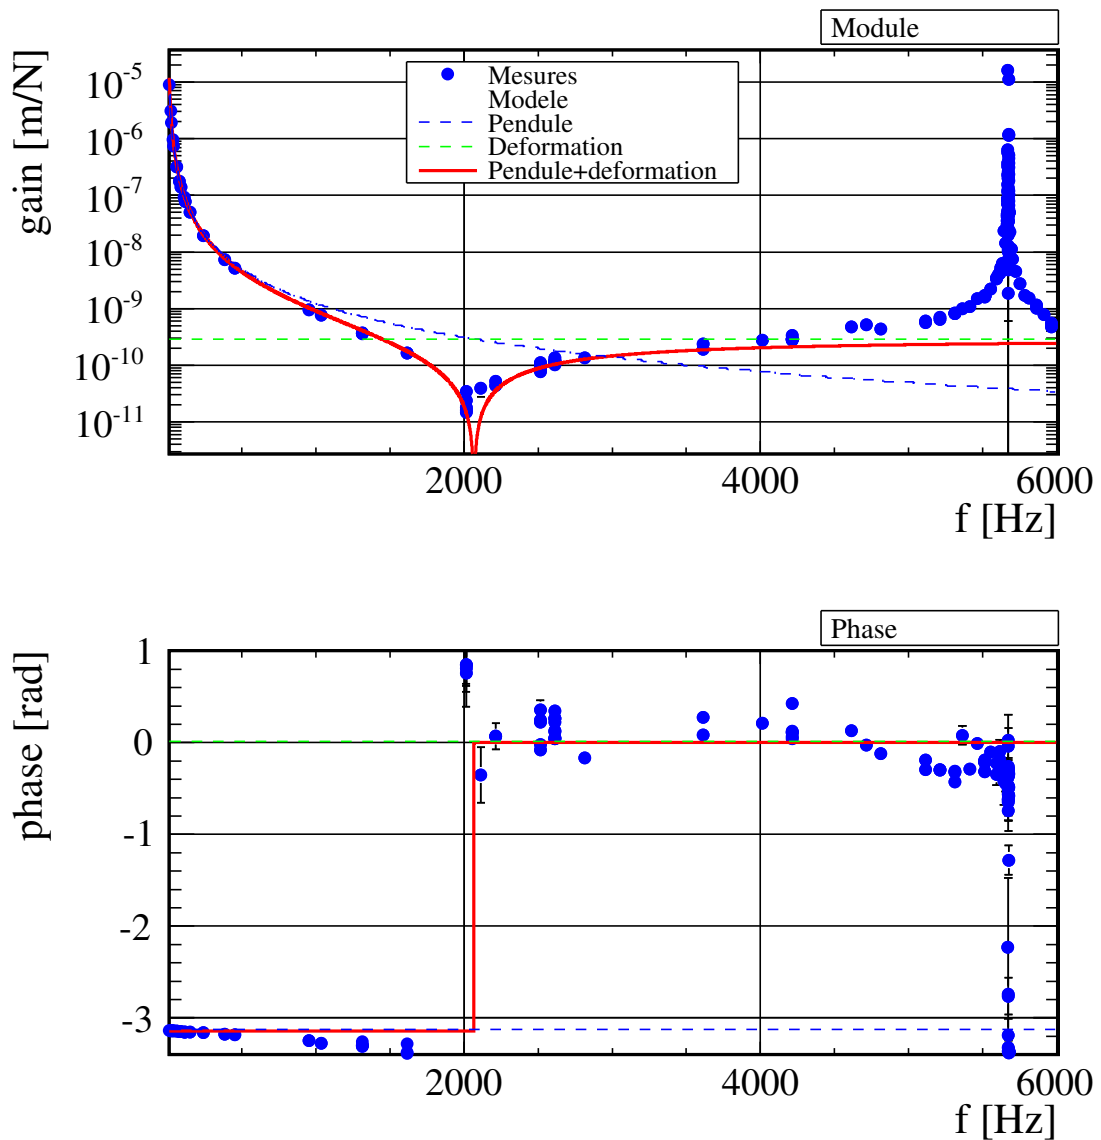 Module
gain [m/N]
10-5
10-6
10-7
10-8
10-9
10-10
10-11
Mesures
Modele
Pendule
Deformation
Pendule+deformation
2000 4000 6000
f [Hz]
Phase
phase [rad]
1
0
-1
-2
-3
2000 4000 6000
f [Hz]